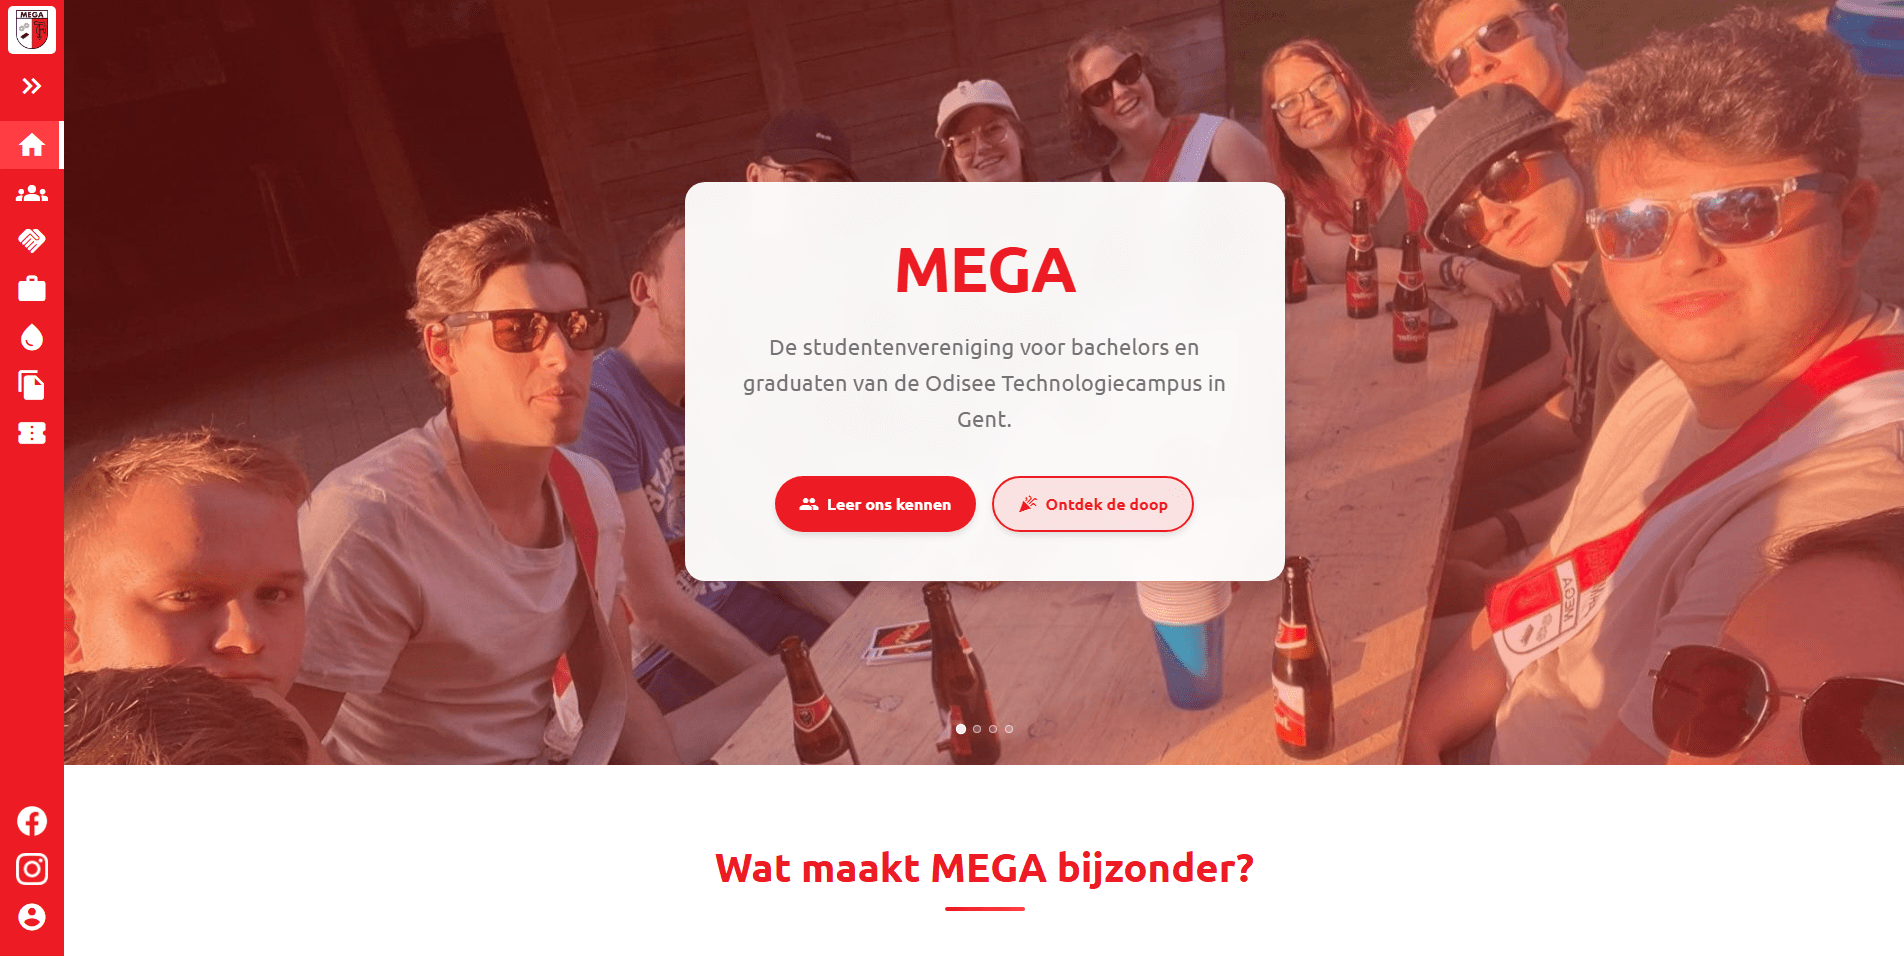 MEGA
MEGA
De studentenvereniging voor bachelors en
graduaten van de Odisee Technologiecampus in
Gent.
Leer ons kennen
Ontdek de doop
MEGA
Wat maakt MEGA bijzonder?